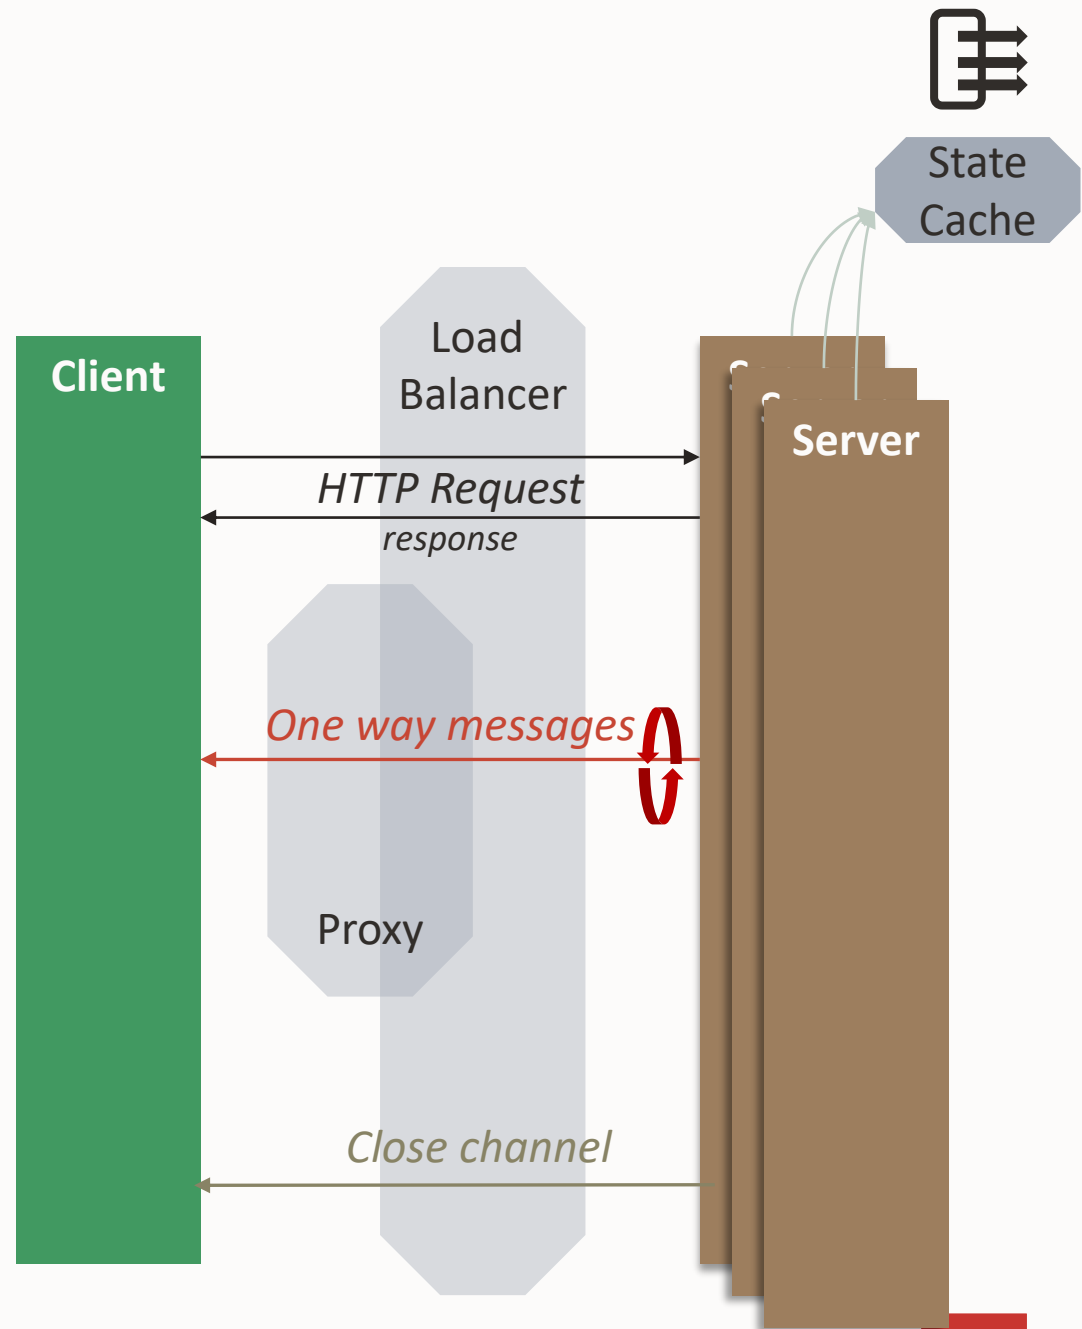 State
Cache
Load
Balancer
Client
Server
HTTP Request
response
One way messages
Proxy
Close channel